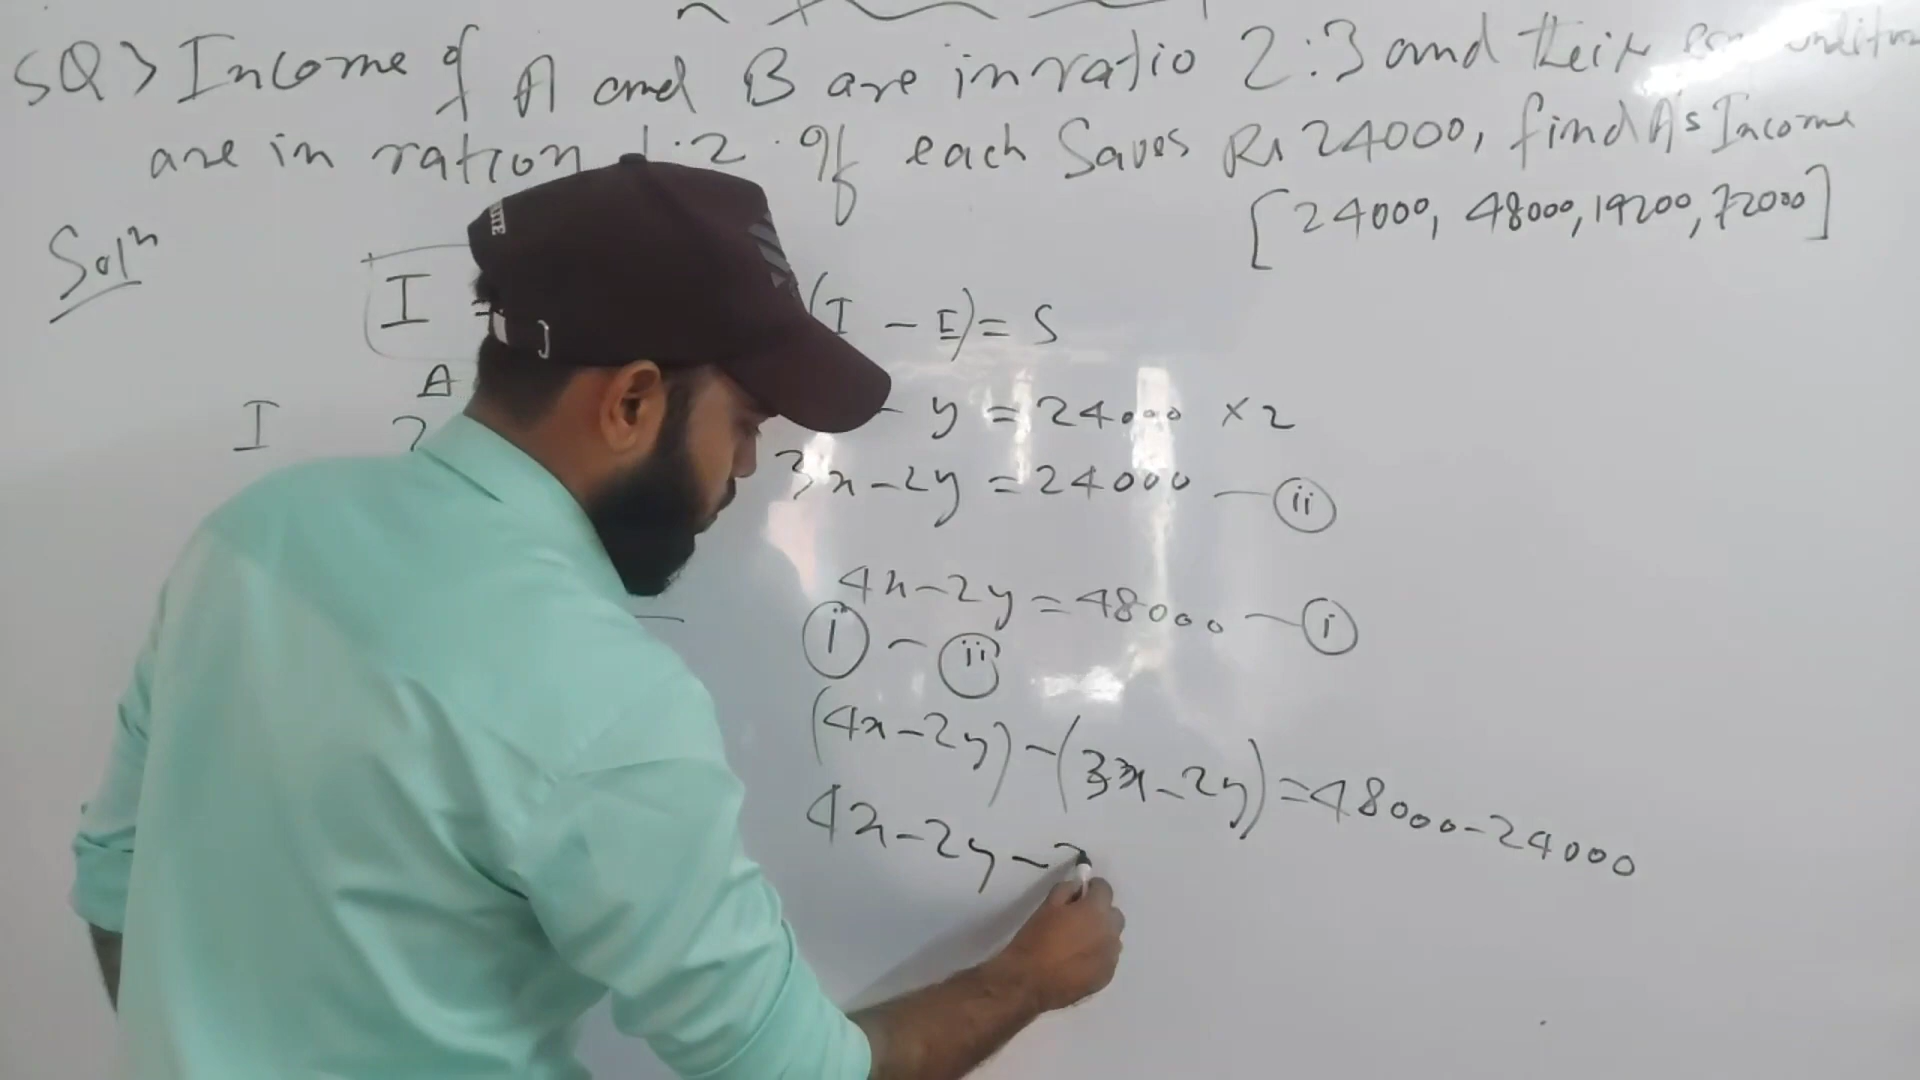 SQ> Income of A and B are in ratio 2:3 and their
are in ration 1:2. If each Saves Rs 24000, find A's Income
[24000, 48000, 19200, 72000]
Solⁿ
I = (I - E) = S
A
I 2 - y = 24000 × 2
3x - 2y = 24000 — ii
4x - 2y = 48000 — i
i - ii
(4x - 2y) - (3x - 2y) = 48000 - 24000
4x - 2y - 3